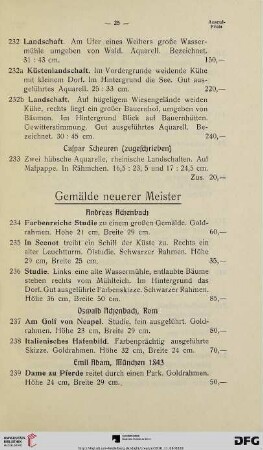 — 25 —
Ausruf-
Preis
232 Landschaft. Am Ufer eines Weihers große Wasser-
mühle umgeben von Wald. Aquarell. Bezeichnet.
31 : 43 cm. 150,—
232a Küstenlandschaft. Im Vordergrunde weidende Kühe
mit kleinem Dorf. Im Hintergrund die See. Gut aus-
geführtes Aquarell. 25 : 33 cm. 220,—
232b Landschaft. Auf hügeligem Wiesengelände weiden
Kühe, rechts liegt ein großer Bauernhof, umgeben von
Bäumen. Im Hintergrund Blick auf Bauernhütten.
Gewitterstimmung. Gut ausgeführtes Aquarell. Be-
zeichnet. 30 : 45 cm. 240,—
Caspar Scheuren (zugeschrieben)
233 Zwei hübsche Aquarelle, rheinische Landschaften. Auf
Malpappe. In Rähmchen. 16,5 : 23,5 und 17 : 24,5 cm.
Zus. 20,—
Gemälde neuerer Meister
Andreas Achenbach
234 Farbenreiche Studie zu einem großen Gemälde. Gold-
rahmen. Höhe 21 cm, Breite 29 cm. 60,—
235 In Seenot treibt ein Schiff der Küste zu. Rechts ein
alter Leuchtturm. Ölstudie. Schwarzer Rahmen. Höhe
29 cm, Breite 25 cm. 35,—
236 Studie. Links eine alte Wassermühle, entlaubte Bäume
stehen rechts vom Mühlteich. Im Hintergrund das
Dorf. Gut ausgeführte Farbenskizze. Schwarzer Rahmen.
Höhe 36 cm, Breite 50 cm. 85,—
Oswald Achenbach, Rom
237 Am Golf von Neapel. Studie, fein ausgeführt. Gold-
rahmen. Höhe 23 cm, Breite 29 cm. 80,—
238 Italienisches Hafenbild. Farbenprächtig ausgeführte
Skizze. Goldrahmen. Höhe 32 cm, Breite 24 cm. 70,—
Emil Adam, München 1843
239 Dame zu Pferde reitet durch einen Park. Goldrahmen.
Höhe 24 cm, Breite 29 cm. 50,—
UNIVERSITÄTS-
BIBLIOTHEK
HEIDELBERG
DFG